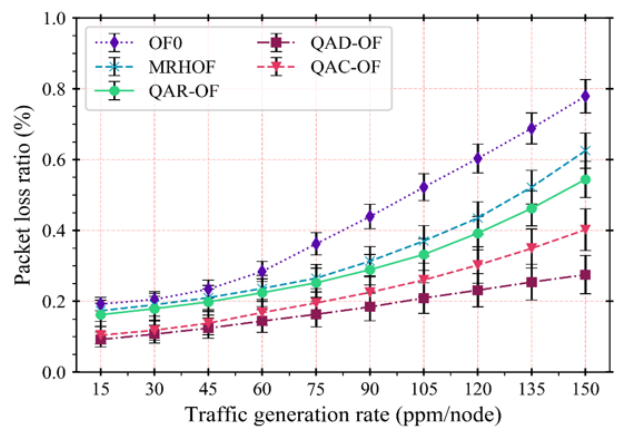 1.0
0.8
0.6
0.4
0.2
0.0
Packet loss ratio (%)
OF0
MRHOF
QAR-OF
QAD-OF
QAC-OF
15 30 45 60 75 90 105 120 135 150
Traffic generation rate (ppm/node)